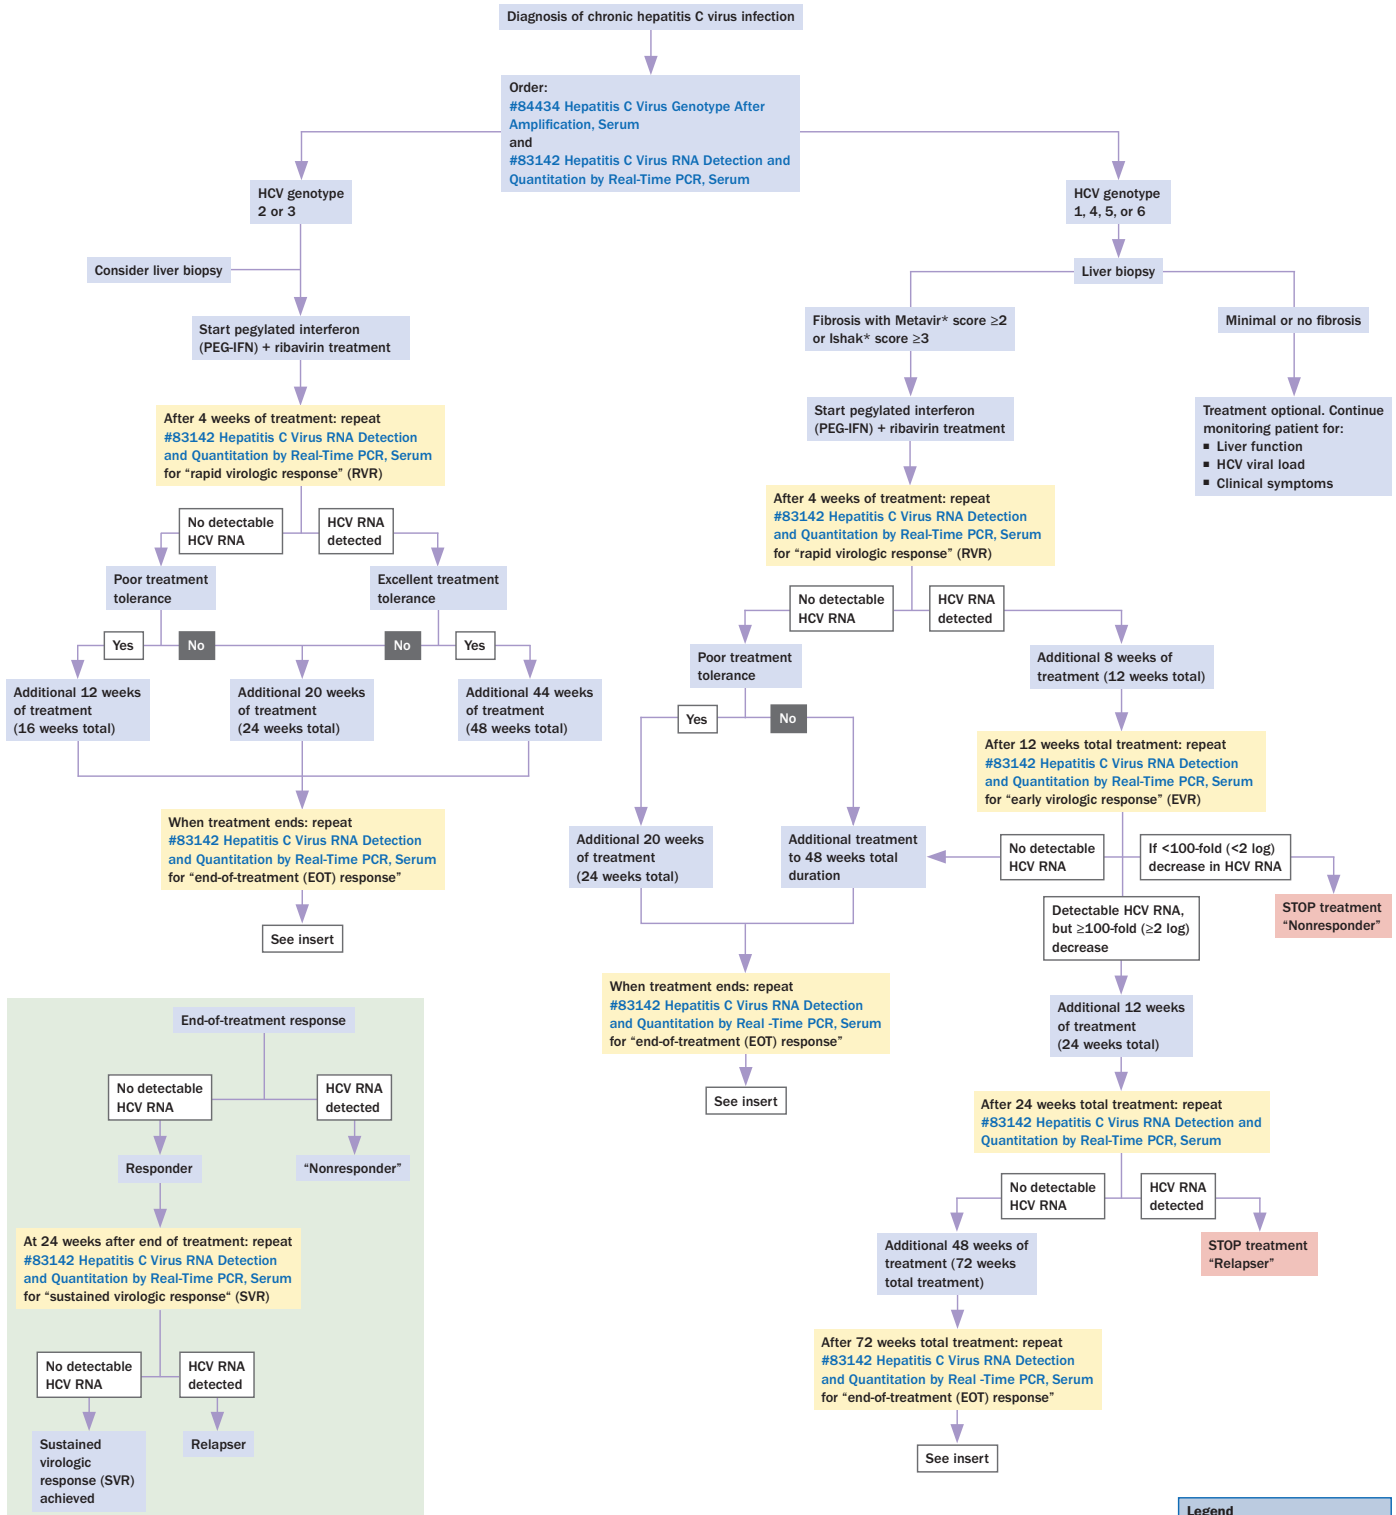 Diagnosis of chronic hepatitis C virus infection
Order:
#84434 Hepatitis C Virus Genotype After
Amplification, Serum
and
#83142 Hepatitis C Virus RNA Detection and
Quantitation by Real-Time PCR, Serum
HCV genotype
2 or 3
Consider liver biopsy
Start pegylated interferon
(PEG-IFN) + ribavirin treatment
After 4 weeks of treatment: repeat
#83142 Hepatitis C Virus RNA Detection
and Quantitation by Real-Time PCR, Serum
for “rapid virologic response” (RVR)
No detectable
HCV RNA
HCV RNA
detected
Poor treatment
tolerance
Excellent treatment
tolerance
Yes
No
No
Yes
Additional 12 weeks
of treatment
(16 weeks total)
Additional 20 weeks
of treatment
(24 weeks total)
Additional 44 weeks
of treatment
(48 weeks total)
When treatment ends: repeat
#83142 Hepatitis C Virus RNA Detection
and Quantitation by Real-Time PCR, Serum
for “end-of-treatment (EOT) response”
See insert
HCV genotype
1, 4, 5, or 6
Liver biopsy
Fibrosis with Metavir* score ≥2
or Ishak* score ≥3
Minimal or no fibrosis
Start pegylated interferon
(PEG-IFN) + ribavirin treatment
Treatment optional. Continue
monitoring patient for:
▪ Liver function
▪ HCV viral load
▪ Clinical symptoms
After 4 weeks of treatment: repeat
#83142 Hepatitis C Virus RNA Detection
and Quantitation by Real-Time PCR, Serum
for “rapid virologic response” (RVR)
No detectable
HCV RNA
HCV RNA
detected
Poor treatment
tolerance
Additional 8 weeks of
treatment (12 weeks total)
Yes
No
After 12 weeks total treatment: repeat
#83142 Hepatitis C Virus RNA Detection
and Quantitation by Real-Time PCR, Serum
for “early virologic response” (EVR)
Additional 20 weeks
of treatment
(24 weeks total)
Additional treatment
to 48 weeks total
duration
No detectable
HCV RNA
If <100-fold (<2 log)
decrease in HCV RNA
STOP treatment
“Nonresponder”
Detectable HCV RNA,
but ≥100-fold (≥2 log)
decrease
When treatment ends: repeat
#83142 Hepatitis C Virus RNA Detection
and Quantitation by Real -Time PCR, Serum
for “end-of-treatment (EOT) response”
See insert
Additional 12 weeks
of treatment
(24 weeks total)
After 24 weeks total treatment: repeat
#83142 Hepatitis C Virus RNA Detection and
Quantitation by Real-Time PCR, Serum
No detectable
HCV RNA
HCV RNA
detected
Additional 48 weeks of
treatment (72 weeks
total treatment)
STOP treatment
“Relapser”
After 72 weeks total treatment: repeat
#83142 Hepatitis C Virus RNA Detection
and Quantitation by Real -Time PCR, Serum
for “end-of-treatment (EOT) response”
See insert
End-of-treatment response
No detectable
HCV RNA
HCV RNA
detected
Responder
“Nonresponder”
At 24 weeks after end of treatment: repeat
#83142 Hepatitis C Virus RNA Detection
and Quantitation by Real-Time PCR, Serum
for “sustained virologic response“ (SVR)
No detectable
HCV RNA
HCV RNA
detected
Sustained
virologic
response (SVR)
achieved
Relapser
Legend